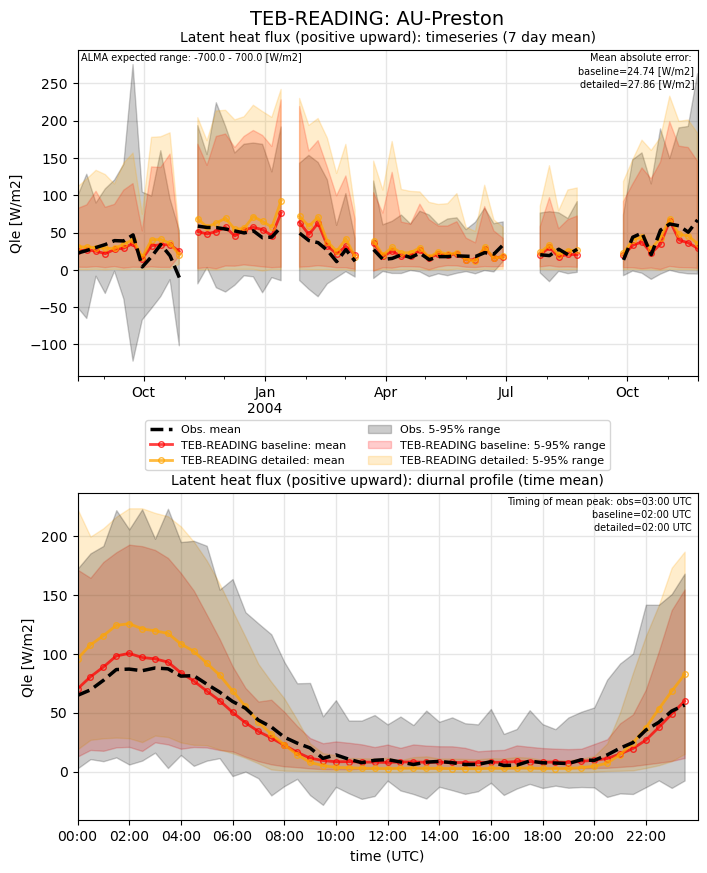 TEB-READING: AU-Preston
Latent heat flux (positive upward): timeseries (7 day mean)
ALMA expected range: -700.0 - 700.0 [W/m2]
Mean absolute error:
baseline=24.74 [W/m2]
detailed=27.86 [W/m2]
Qle [W/m2]
250
200
150
100
50
0
−50
−100
Oct
Jan
2004
Apr
Jul
Oct
Obs. mean
TEB-READING baseline: mean
TEB-READING detailed: mean
Obs. 5-95% range
TEB-READING baseline: 5-95% range
TEB-READING detailed: 5-95% range
Latent heat flux (positive upward): diurnal profile (time mean)
Timing of mean peak: obs=03:00 UTC
baseline=02:00 UTC
detailed=02:00 UTC
Qle [W/m2]
200
150
100
50
0
00:00 02:00 04:00 06:00 08:00 10:00 12:00 14:00 16:00 18:00 20:00 22:00
time (UTC)